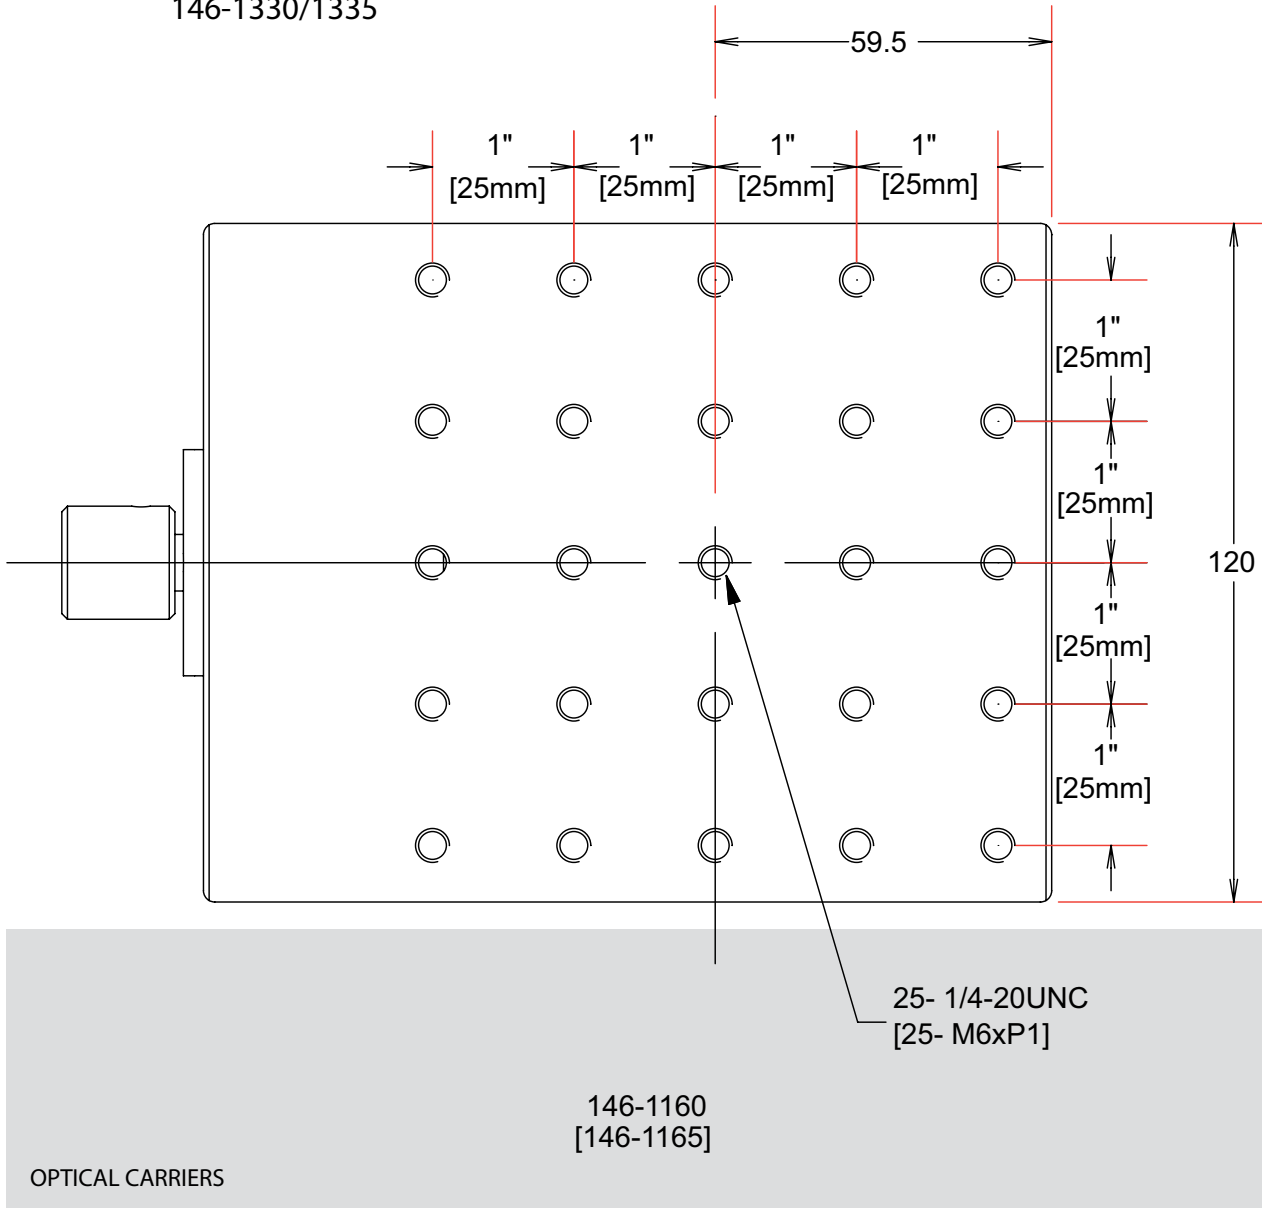 146-1330/1335
59.5
1" 1" 1" 1"
[25mm] [25mm] [25mm] [25mm]
1"
[25mm]
1"
[25mm]
120
1"
[25mm]
1"
[25mm]
25- 1/4-20UNC
[25- M6xP1]
146-1160
[146-1165]
OPTICAL CARRIERS